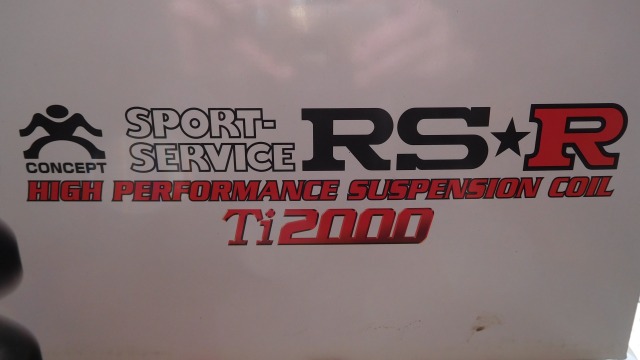 CONCEPT
SPORT-
SERVICE
RS★R
HIGH PERFORMANCE SUSPENSION COIL
Ti2000